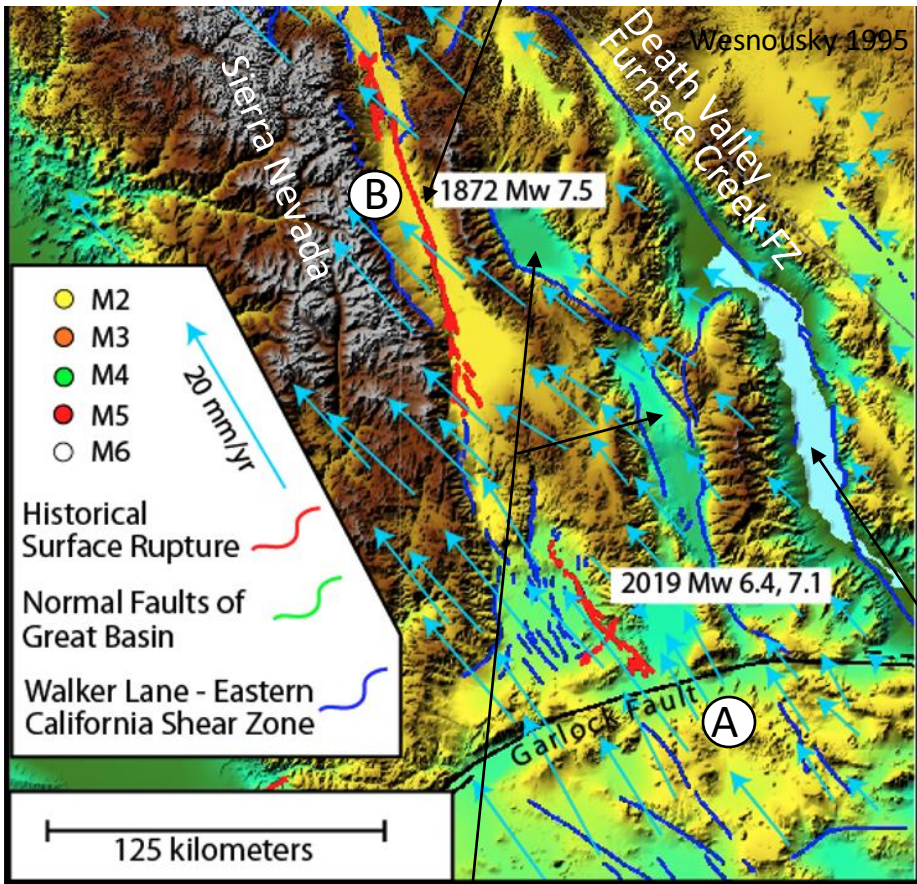 Wesnousky 1995
Death Valley
Furnace Creek FZ
Sierra Nevada
B
1872 Mw 7.5
M2
M3
M4
M5
M6
20 mm/yr
Historical
Surface Rupture
Normal Faults of
Great Basin
Walker Lane - Eastern
California Shear Zone
2019 Mw 6.4, 7.1
A
Garlock Fault
125 kilometers